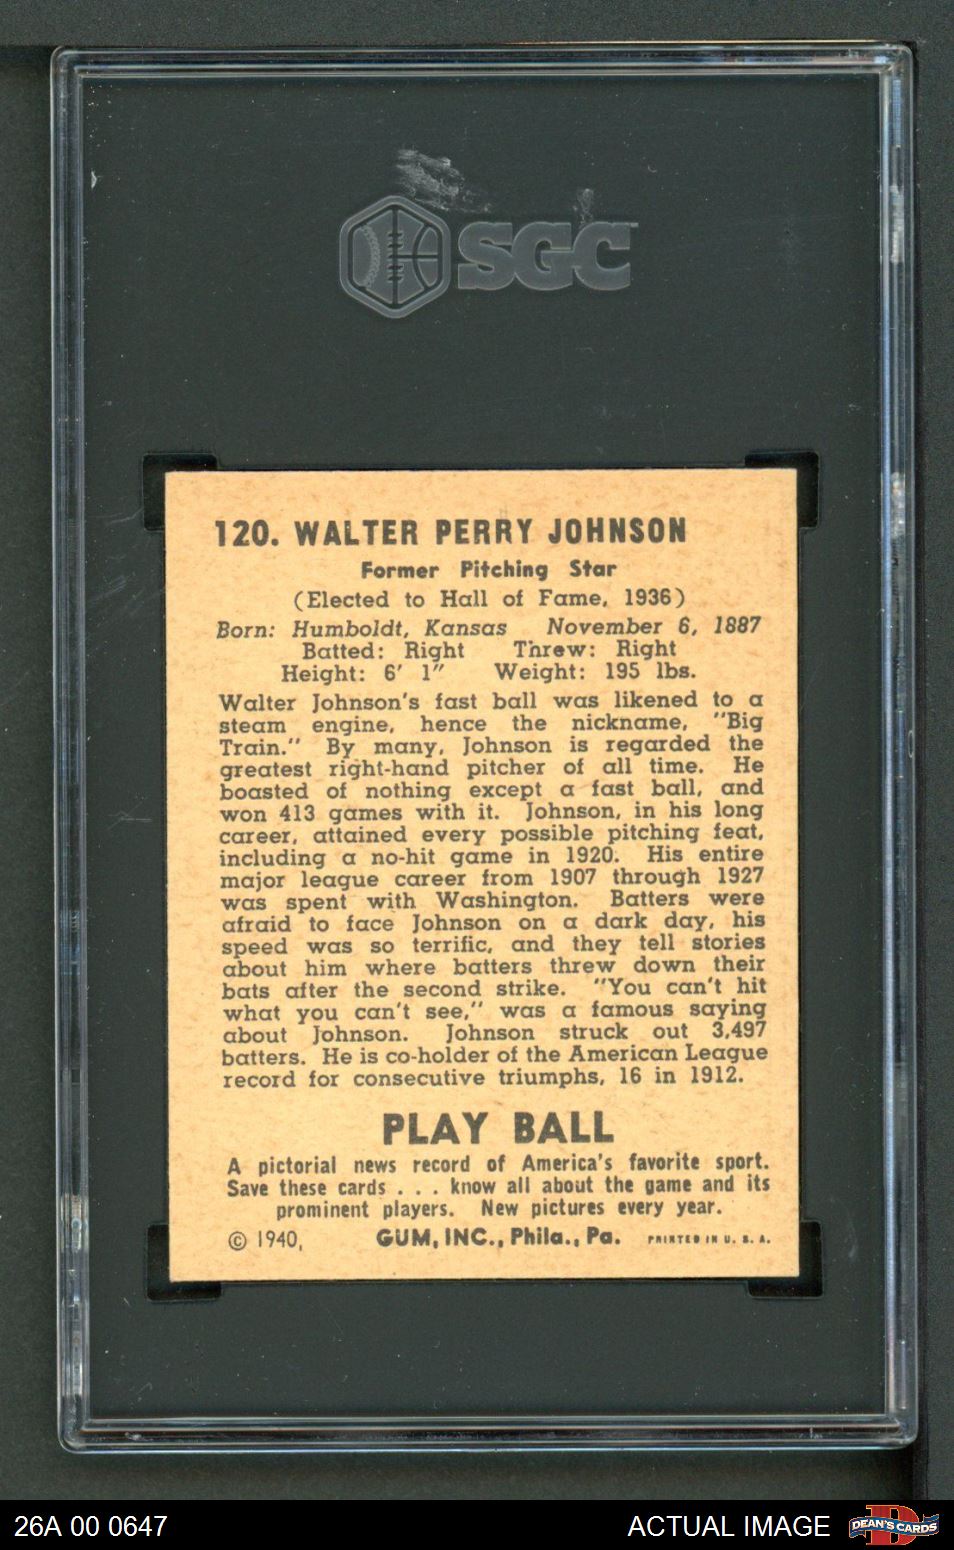 SGC
120. WALTER PERRY JOHNSON
Former Pitching Star
(Elected to Hall of Fame, 1936)
Born: Humboldt, Kansas November 6, 1887
Batted: Right Threw: Right
Height: 6' 1" Weight: 195 lbs.
Walter Johnson's fast ball was likened to a
steam engine, hence the nickname, "Big
Train." By many, Johnson is regarded the
greatest right-hand pitcher of all time. He
boasted of nothing except a fast ball, and
won 413 games with it. Johnson, in his long
career, attained every possible pitching feat,
including a no-hit game in 1920. His entire
major league career from 1907 through 1927
was spent with Washington. Batters were
afraid to face Johnson on a dark day, his
speed was so terrific, and they tell stories
about him where batters threw down their
bats after the second strike. "You can't hit
what you can't see," was a famous saying
about Johnson. Johnson struck out 3,497
batters. He is co-holder of the American League
record for consecutive triumphs, 16 in 1912.
PLAY BALL
A pictorial news record of America's favorite sport.
Save these cards . . . know all about the game and its
prominent players. New pictures every year.
© 1940, GUM, INC., Phila., Pa. PRINTED IN U. S. A.
26A 00 0647 ACTUAL IMAGE DEAN'S CARDS